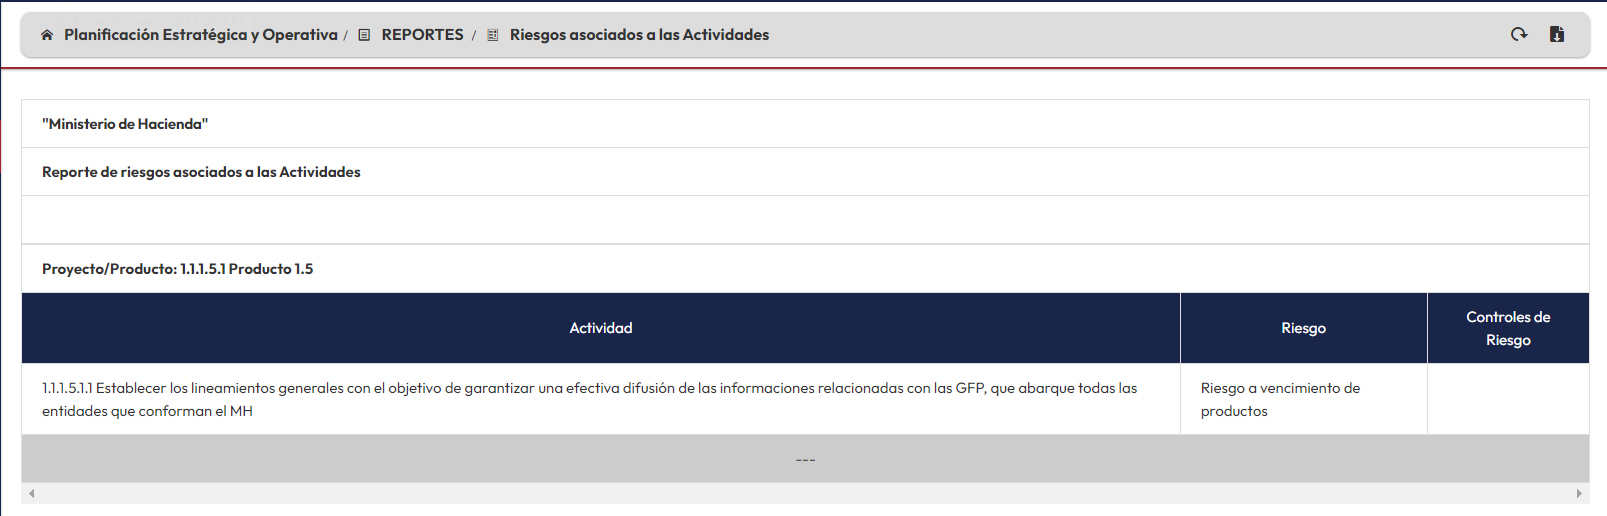 Planificación Estratégica y Operativa / REPORTES / Riesgos asociados a las Actividades
"Ministerio de Hacienda"
Reporte de riesgos asociados a las Actividades
Proyecto/Producto: 1.1.1.5.1 Producto 1.5
Actividad
Riesgo
Controles de
Riesgo
1.1.1.5.1.1 Establecer los lineamientos generales con el objetivo de garantizar una efectiva difusión de las informaciones relacionadas con las GFP, que abarque todas las
entidades que conforman el MH
Riesgo a vencimiento de
productos
---